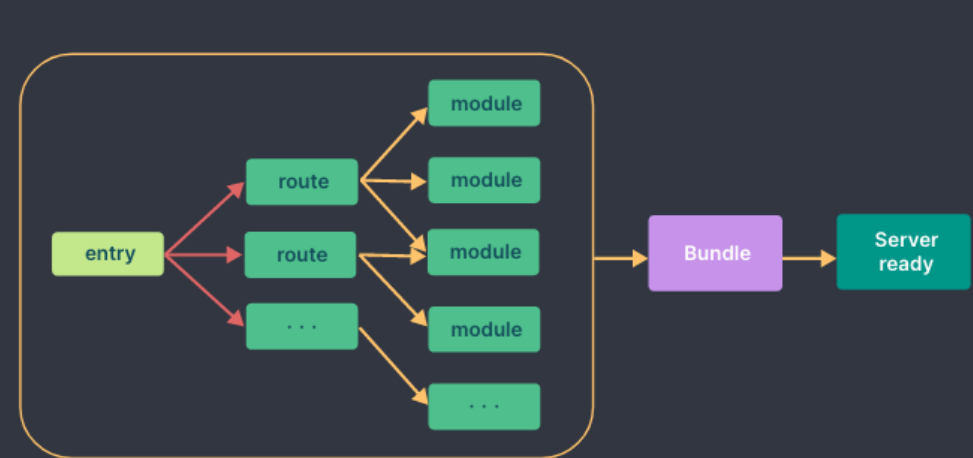 module
route
module
entry
route
module
Bundle
Server
ready
· · ·
module
· · ·